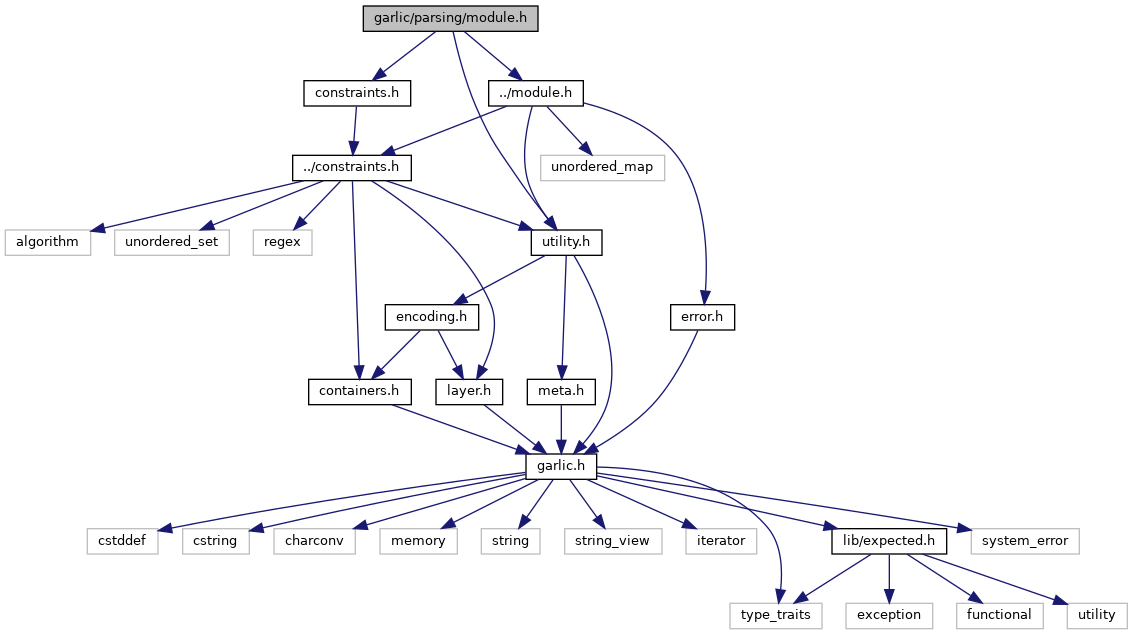 garlic/parsing/module.h
constraints.h
../module.h
../constraints.h
unordered_map
algorithm
unordered_set
regex
utility.h
encoding.h
error.h
containers.h
layer.h
meta.h
garlic.h
cstddef
cstring
charconv
memory
string
string_view
iterator
lib/expected.h
system_error
type_traits
exception
functional
utility